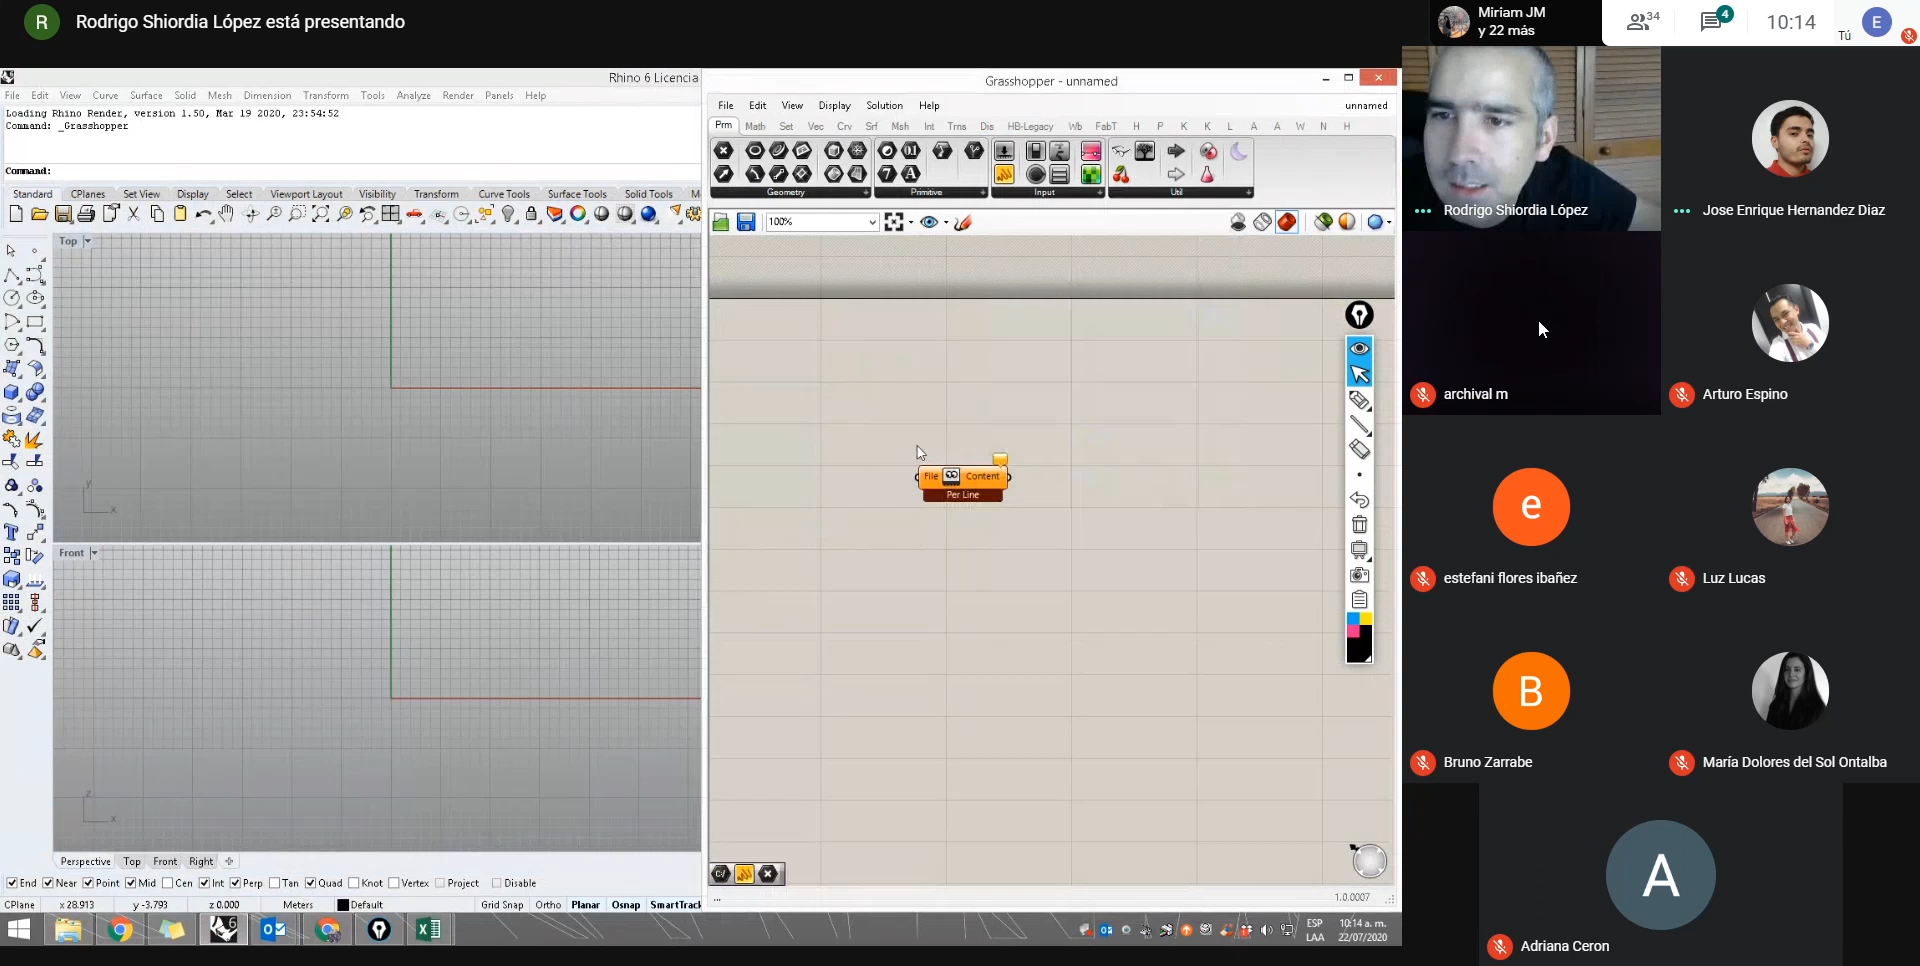 R Rodrigo Shiordia López está presentando
Miriam JM
y 22 más
34
4
10:14
Tú
E
Rhino 6 Licencia
File Edit View Curve Surface Solid Mesh Dimension Transform Tools Analyze Render Panels Help
Loading Rhino Render, version 1.50, Mar 19 2020, 23:54:52
Command: _Grasshopper
Command:
Standard CPlanes Set View Display Select Viewport Layout Visibility Transform Curve Tools Surface Tools Solid Tools M
Top
y
x
Front
z
x
Perspective Top Front Right
End Near Point Mid Cen Int Perp Tan Quad Knot Vertex Project Disable
CPlane x 28.913 y -3.793 z 0.000 Meters Default Grid Snap Ortho Planar Osnap SmartTrack
Grasshopper - unnamed
File Edit View Display Solution Help unnamed
Prm Math Set Vec Crv Srf Msh Int Trns Dis HB-Legacy Wb FabT H P K K L A A W N H
Geometry Primitive Input Util
100%
File Content
Per Line
...
1.0.0007
ESP
LAA
10:14 a. m.
22/07/2020
Rodrigo Shiordia López
Jose Enrique Hernandez Diaz
archival m
Arturo Espino
e
estefani flores ibañez
Luz Lucas
B
Bruno Zarrabe
María Dolores del Sol Ontalba
A
Adriana Ceron